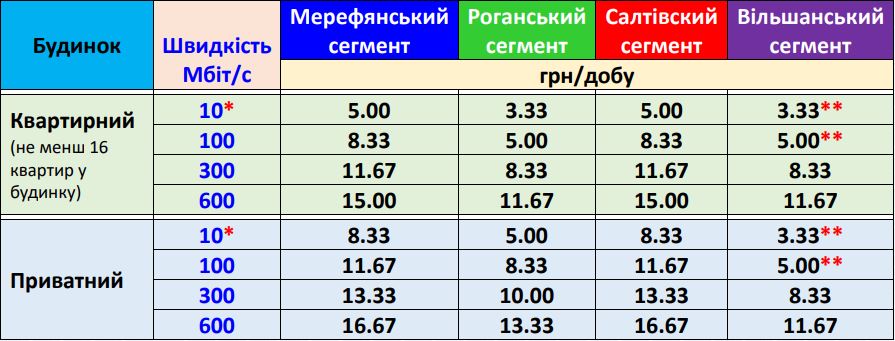 Будинок Швидкість Мбіт/с Мерефянський сегмент Роганський сегмент Салтівский сегмент Вільшанський сегмент
грн/добу
Квартирний (не менш 16 квартир у будинку)
10* 5.00 3.33 5.00 3.33**
100 8.33 5.00 8.33 5.00**
300 11.67 8.33 11.67 8.33
600 15.00 11.67 15.00 11.67
Приватний
10* 8.33 5.00 8.33 3.33**
100 11.67 8.33 11.67 5.00**
300 13.33 10.00 13.33 8.33
600 16.67 13.33 16.67 11.67